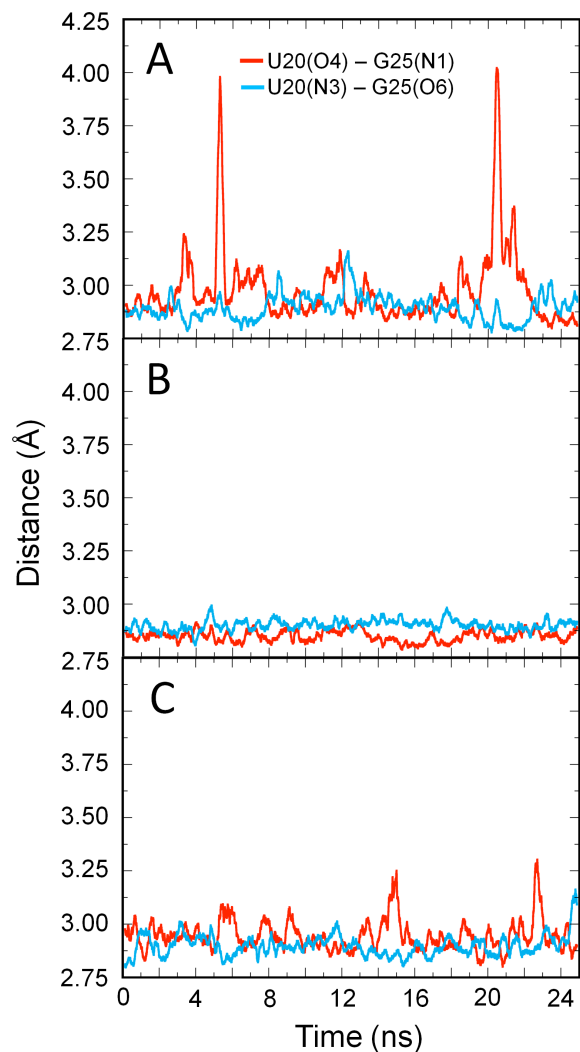 4.25
A
U20(O4) – G25(N1)
U20(N3) – G25(O6)
4.00
3.75
3.50
3.25
3.00
2.75
B
4.00
3.75
3.50
3.25
3.00
2.75
C
4.00
3.75
3.50
3.25
3.00
2.75
Distance (Å)
0 4 8 12 16 20 24
Time (ns)